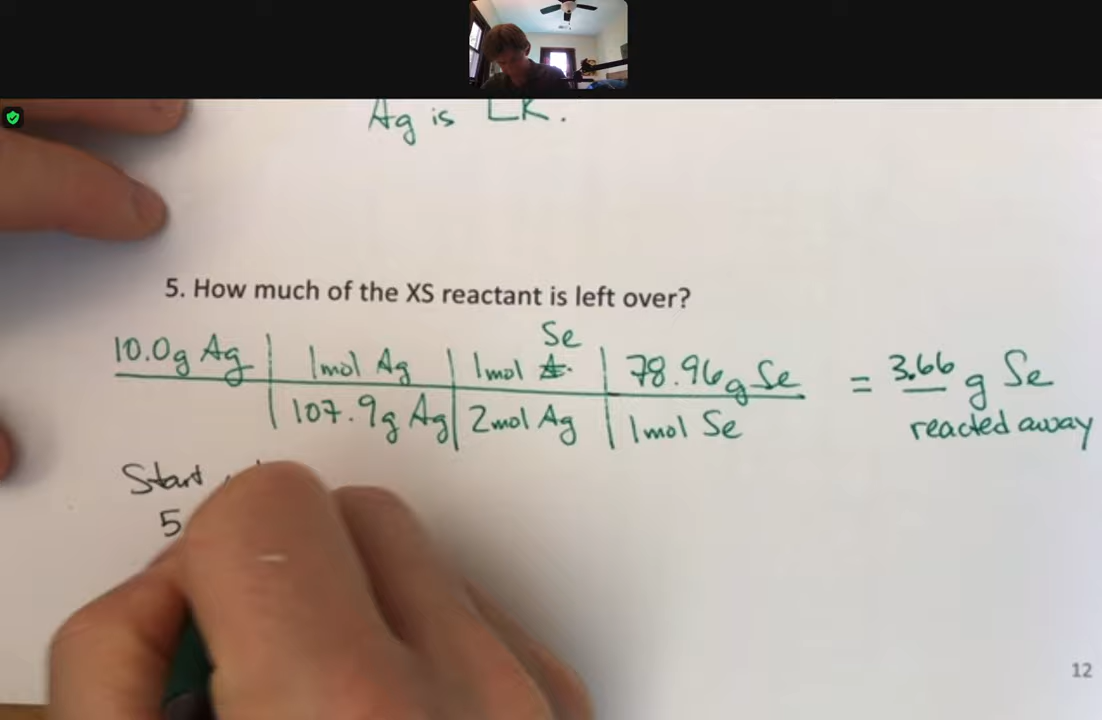 Ag is LR.
5. How much of the XS reactant is left over?
Se
10.0g Ag | 1mol Ag | 1mol | 78.96g Se = 3.66 g Se
107.9g Ag | 2mol Ag | 1mol Se reacted away
Start
5
12